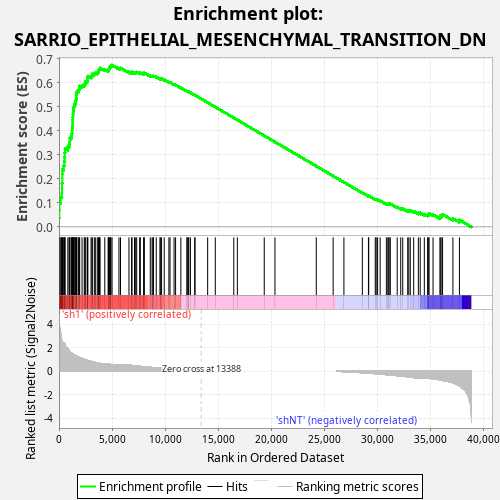 Enrichment plot:
SARRIO_EPITHELIAL_MESENCHYMAL_TRANSITION_DN
Enrichment score (ES)
0.7
0.6
0.5
0.4
0.3
0.2
0.1
0.0
Ranked list metric (Signal2Noise)
4
2
0
-2
-4
'sh1' (positively correlated)
Zero cross at 13388
'shNT' (negatively correlated)
0
5,000
10,000
15,000
20,000
25,000
30,000
35,000
40,000
Rank in Ordered Dataset
Enrichment profile
Hits
Ranking metric scores